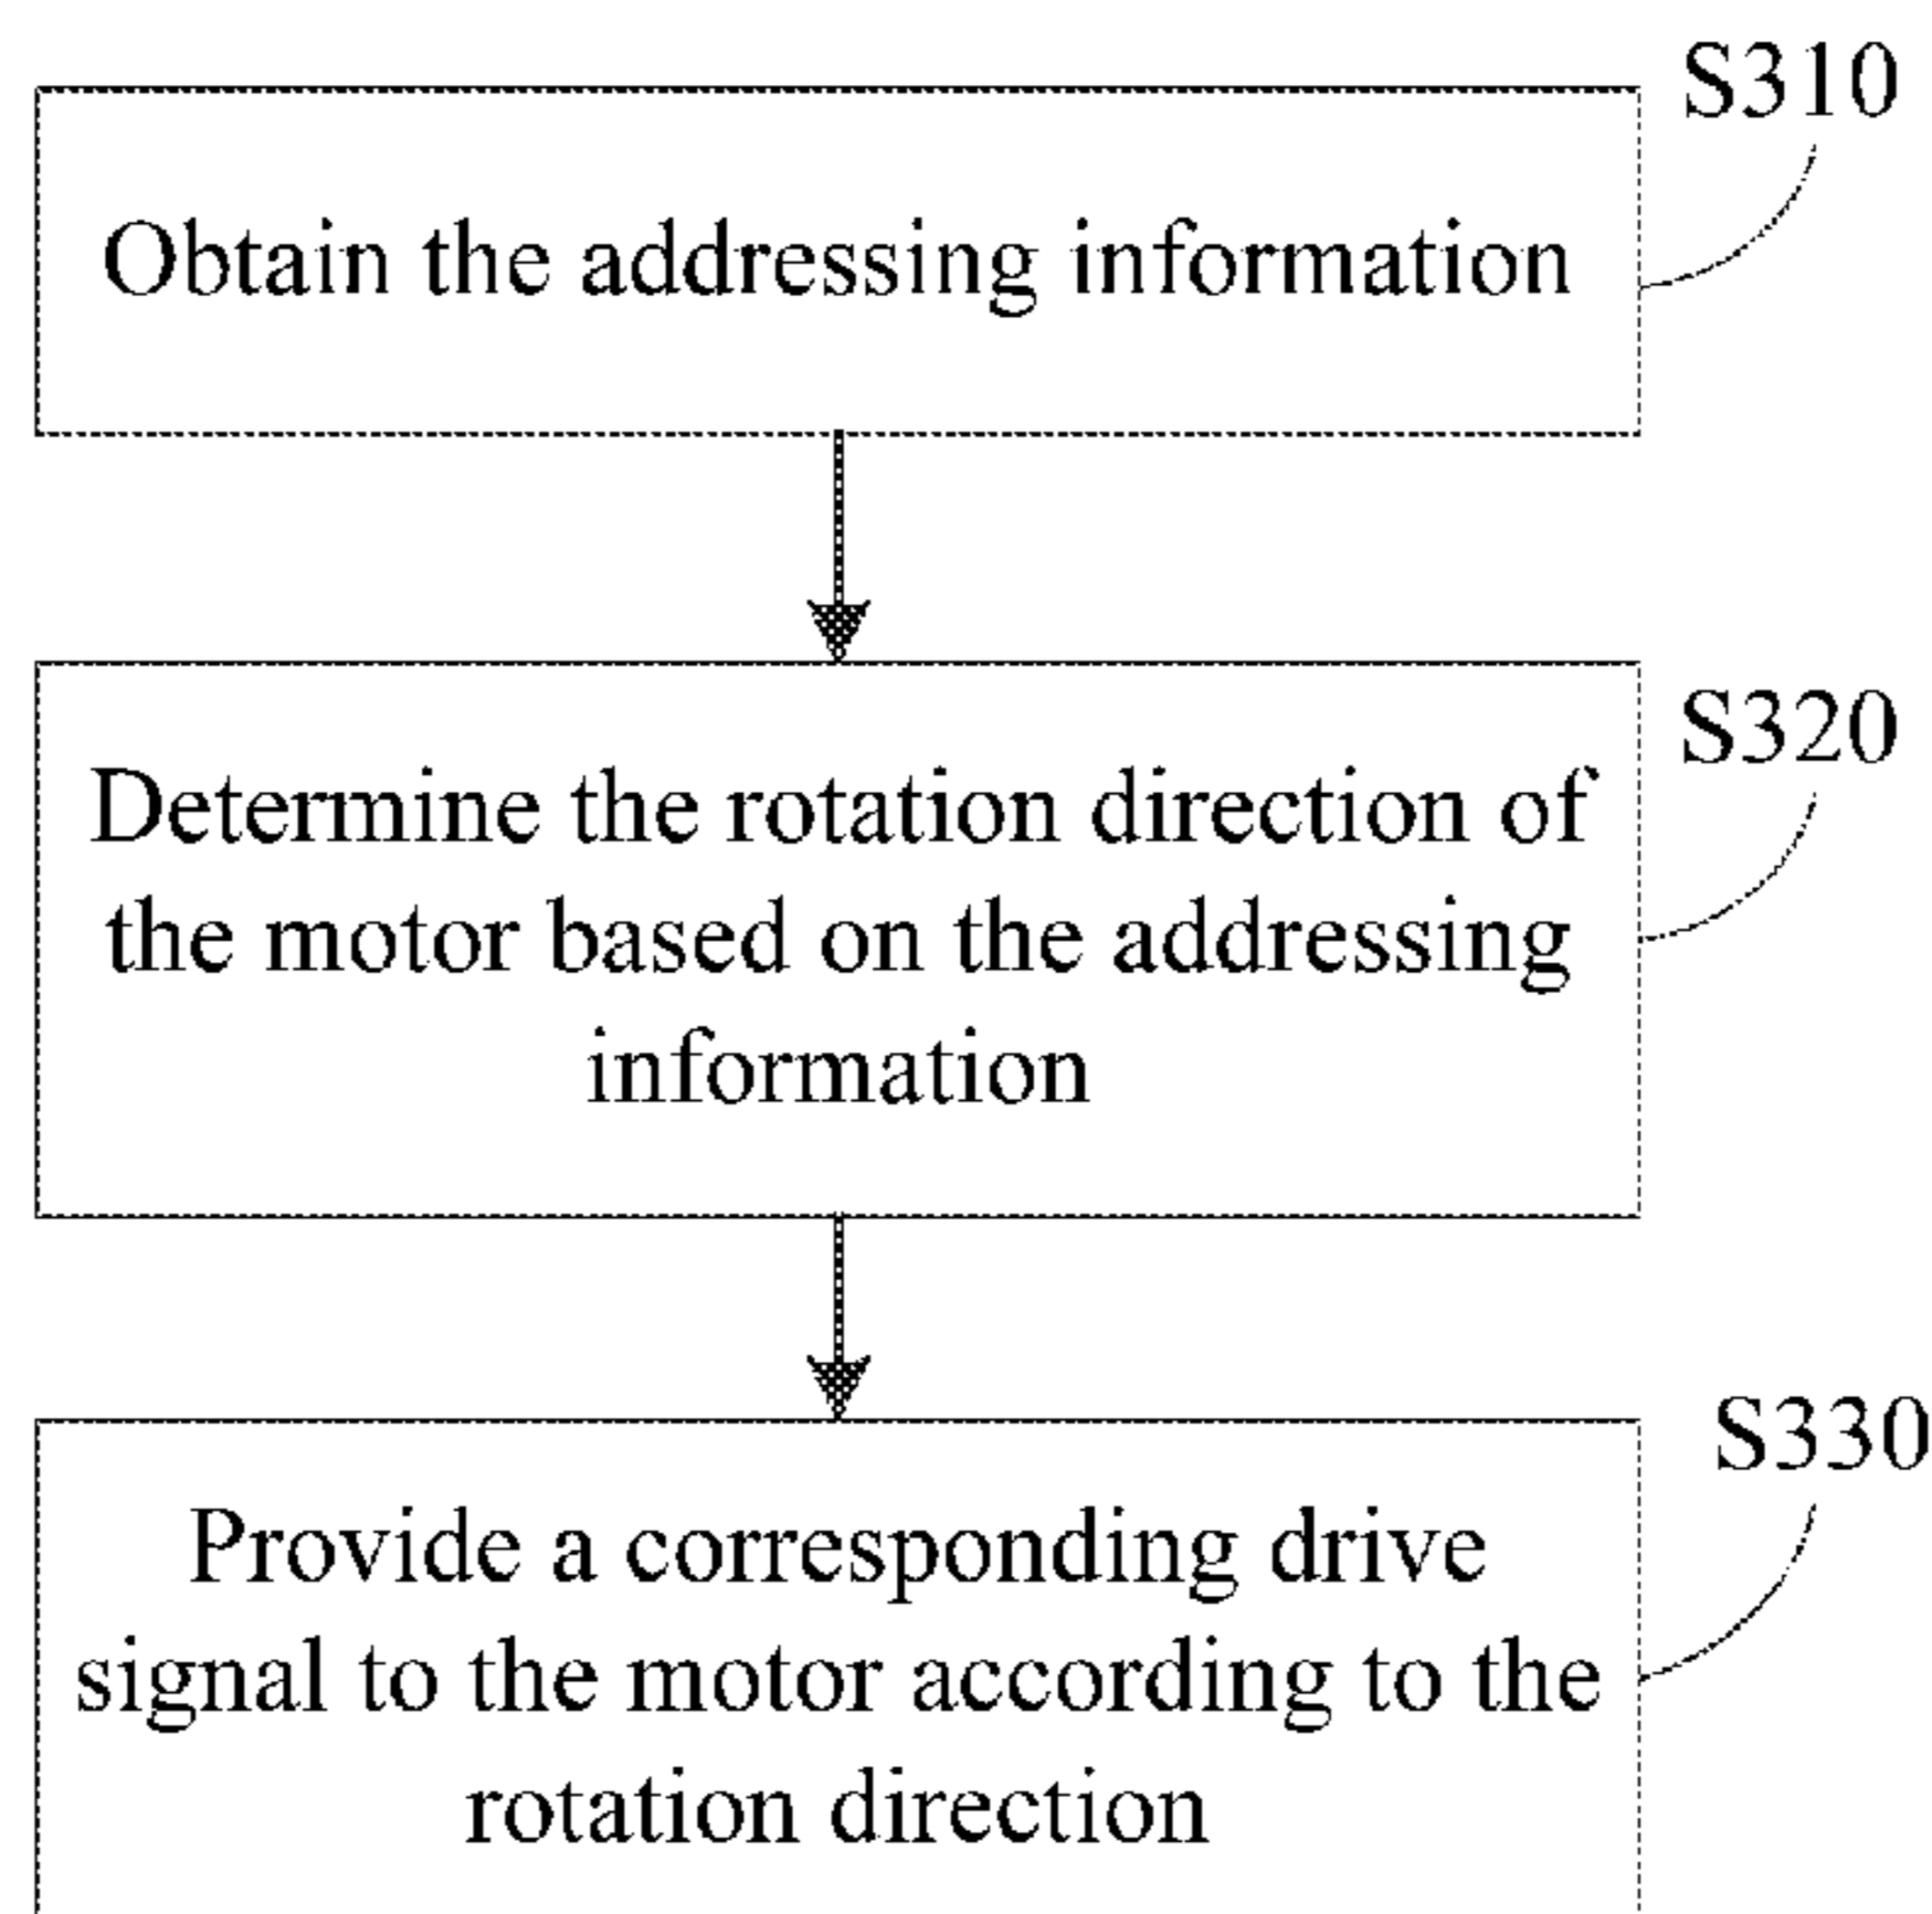 S310
Obtain the addressing information
S320
Determine the rotation direction of
the motor based on the addressing
information
S330
Provide a corresponding drive
signal to the motor according to the
rotation direction